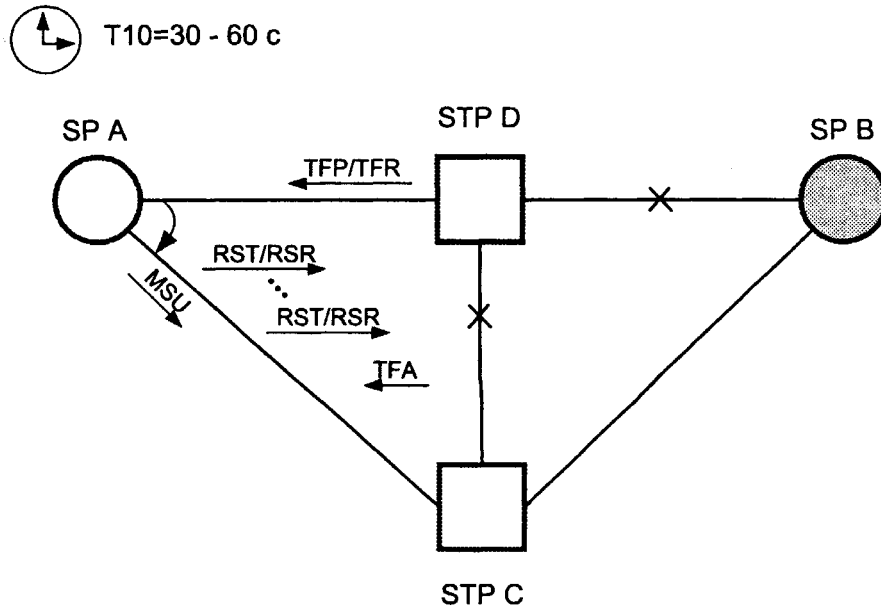 T10=30 - 60 c
SP A
STP D
SP B
TFP/TFR
RST/RSR
MSU
RST/RSR
TFA
STP C